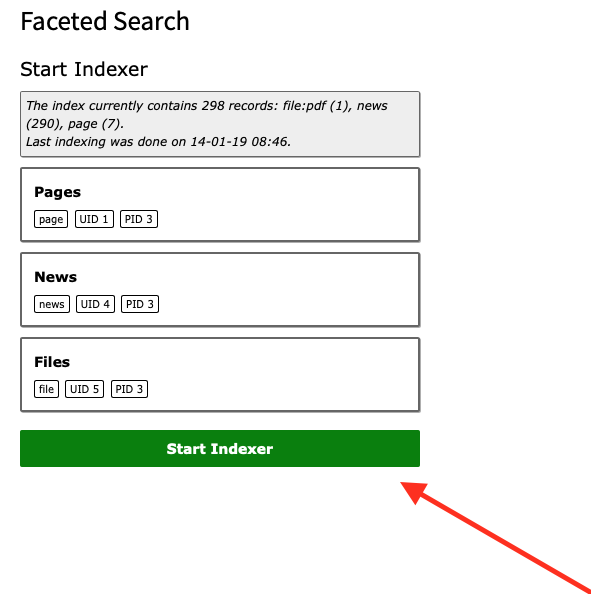 Faceted Search
Start Indexer
The index currently contains 298 records: file:pdf (1), news
(290), page (7).
Last indexing was done on 14-01-19 08:46.
Pages
page UID 1 PID 3
News
news UID 4 PID 3
Files
file UID 5 PID 3
Start Indexer